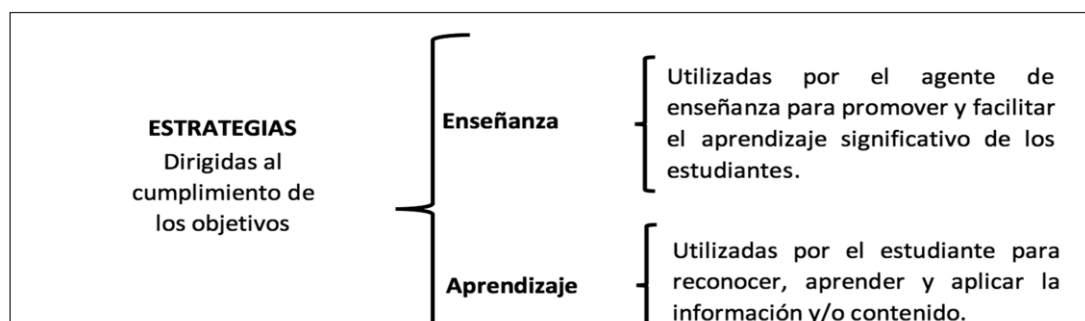 ESTRATEGIAS
Dirigidas al
cumplimiento de
los objetivos
Enseñanza
Utilizadas por el agente de
enseñanza para promover y facilitar
el aprendizaje significativo de los
estudiantes.
Aprendizaje
Utilizadas por el estudiante para
reconocer, aprender y aplicar la
información y/o contenido.